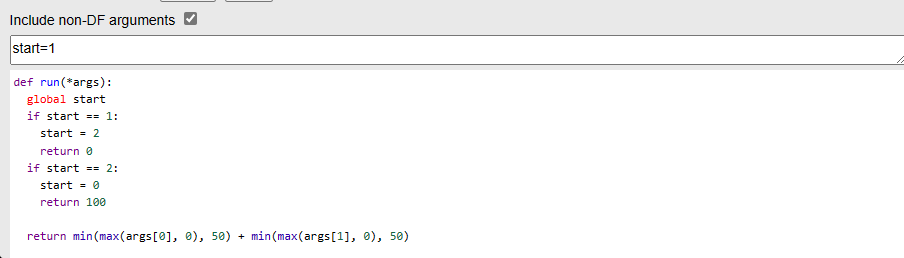 Include non-DF arguments
start=1
def run(*args):
  global start
  if start == 1:
    start = 2
    return 0
  if start == 2:
    start = 0
    return 100

  return min(max(args[0], 0), 50) + min(max(args[1], 0), 50)